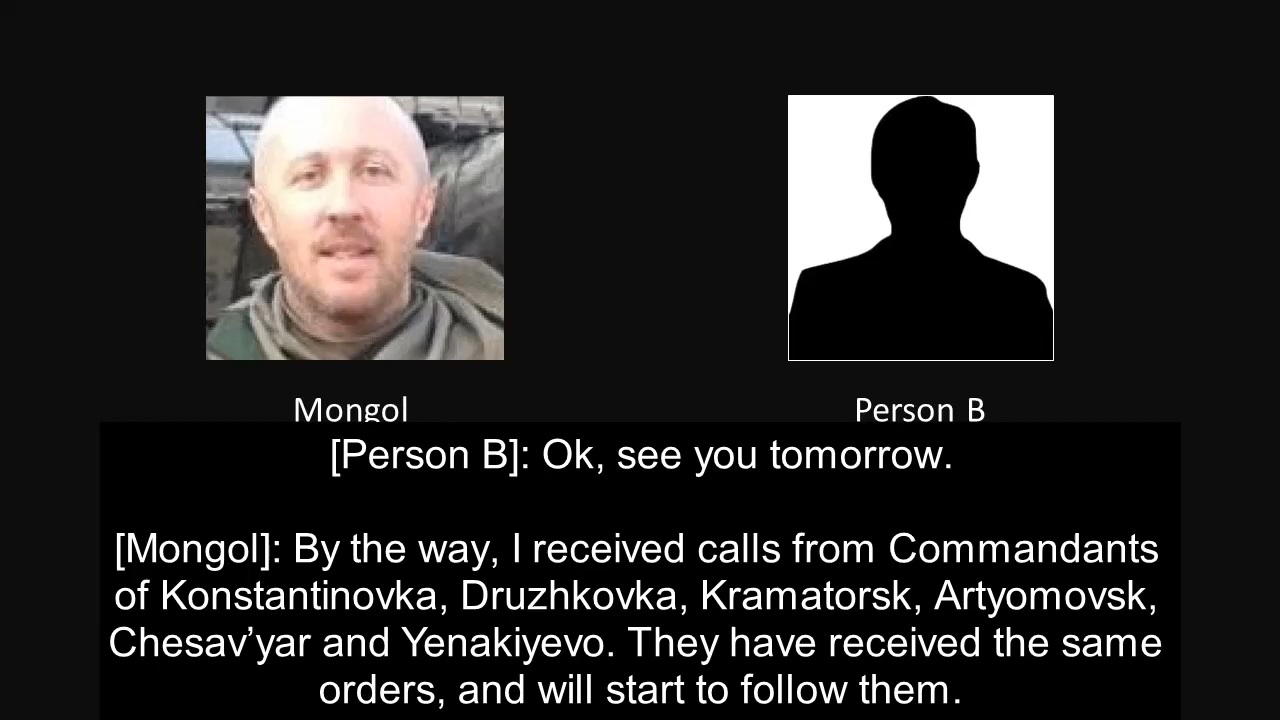 Mongol
Person B
[Person B]: Ok, see you tomorrow.
[Mongol]: By the way, I received calls from Commandants
of Konstantinovka, Druzhkovka, Kramatorsk, Artyomovsk,
Chesav’yar and Yenakiyevo. They have received the same
orders, and will start to follow them.